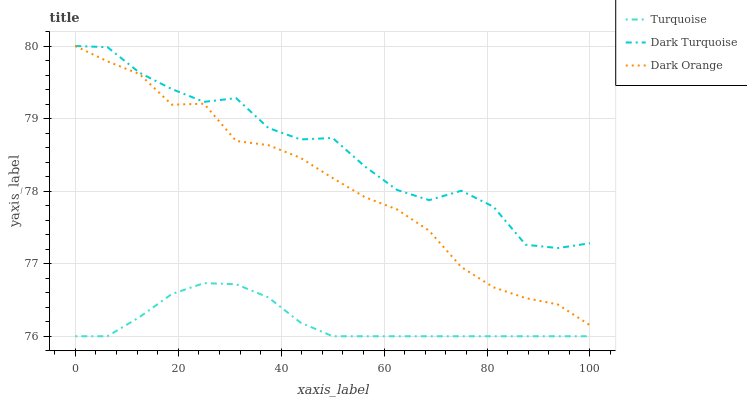 title
Turquoise
Dark Turquoise
Dark Orange
yaxis_label
80
79
78
77
76
0
20
40
60
80
100
xaxis_label